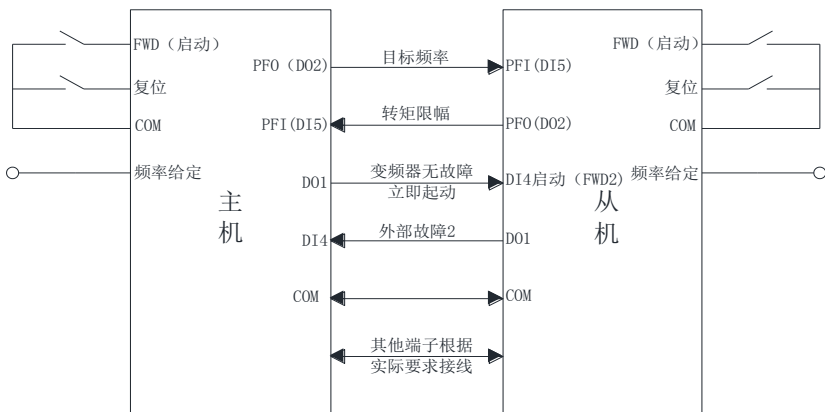 FWD（启动）
复位
COM
频率给定
主机
PFO（DO2）
PFI(DI5)
DO1
DI4
COM
目标频率
转矩限幅
变频器无故障
立即起动
外部故障2
其他端子根据
实际要求接线
PFI(DI5)
PFO(DO2)
DI4启动（FWD2）
DO1
COM
从机
FWD（启动）
复位
COM
频率给定